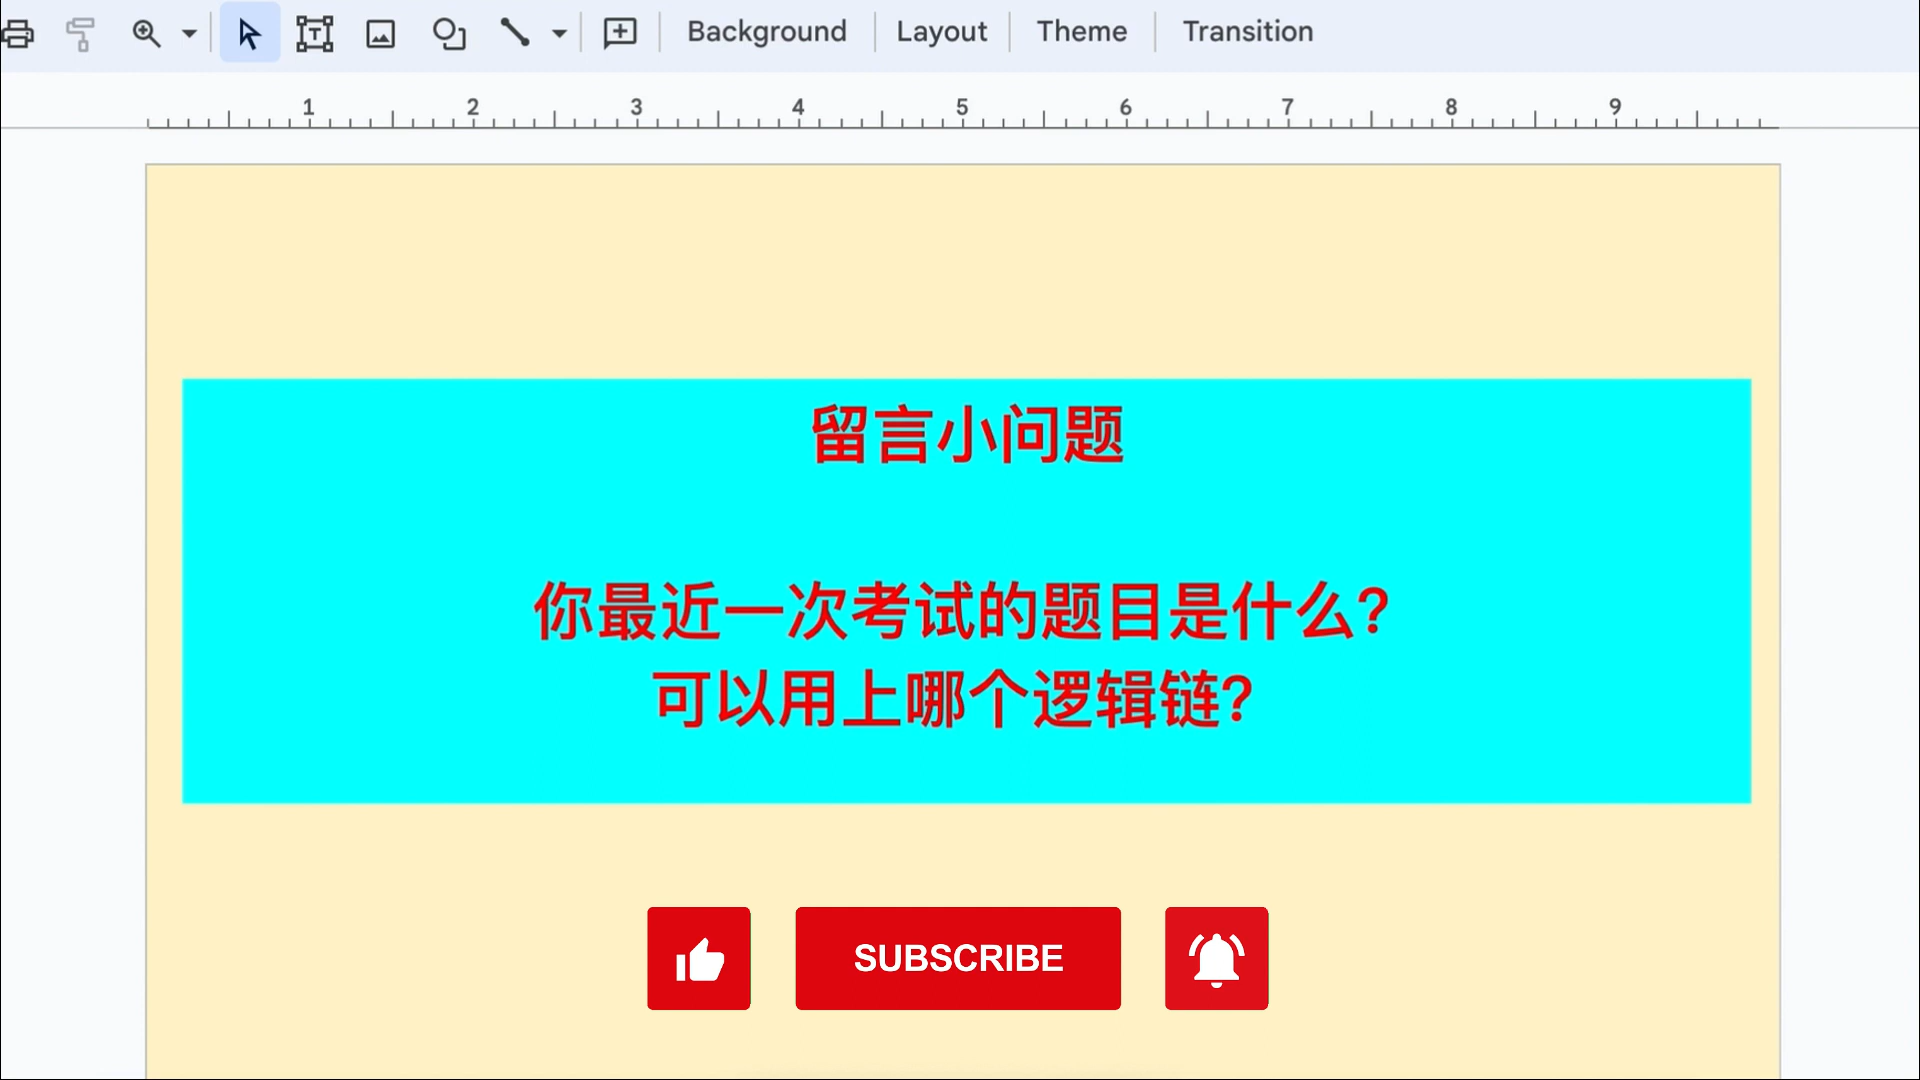 Background Layout Theme Transition
1 2 3 4 5 6 7 8 9
留言小问题
你最近一次考试的题目是什么?
可以用上哪个逻辑链?
SUBSCRIBE